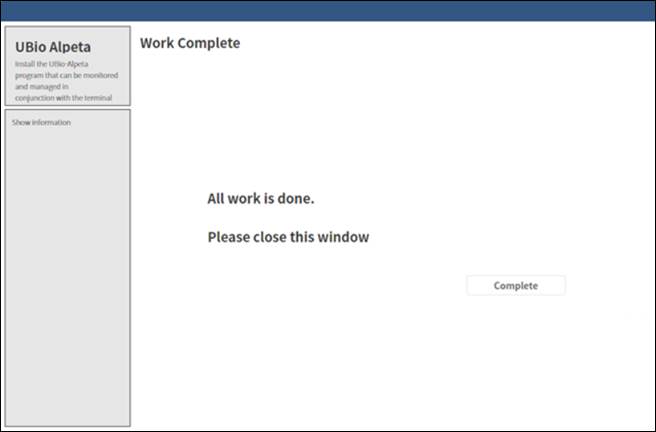 UBio Alpeta
Install the UBio-Alpeta
program that can be monitored
and managed in
conjunction with the terminal
Show information
Work Complete
All work is done.
Please close this window
Complete